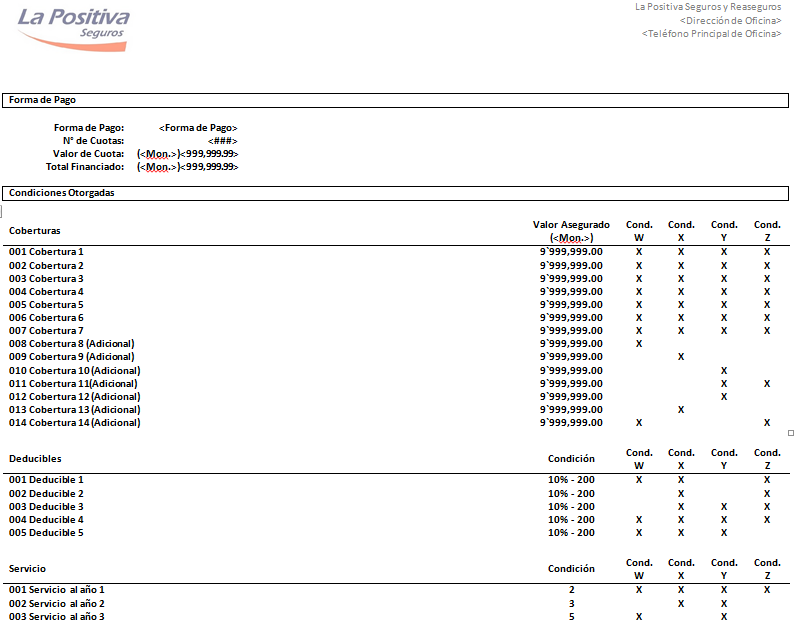 La Positiva
Seguros
La Positiva Seguros y Reaseguros
<Dirección de Oficina>
<Teléfono Principal de Oficina>
Forma de Pago
Forma de Pago: <Forma de Pago>
N° de Cuotas: <###>
Valor de Cuota: (<Mon.>)<999,999.99>
Total Financiado: (<Mon.>)<999,999.99>
Condiciones Otorgadas
Coberturas Valor Asegurado (<Mon.>) Cond. W Cond. X Cond. Y Cond. Z
001 Cobertura 1 9`999,999.00 X X X X
002 Cobertura 2 9`999,999.00 X X X X
003 Cobertura 3 9`999,999.00 X X X X
004 Cobertura 4 9`999,999.00 X X X X
005 Cobertura 5 9`999,999.00 X X X X
006 Cobertura 6 9`999,999.00 X X X X
007 Cobertura 7 9`999,999.00 X X X X
008 Cobertura 8 (Adicional) 9`999,999.00 X
009 Cobertura 9 (Adicional) 9`999,999.00 X
010 Cobertura 10 (Adicional) 9`999,999.00 X
011 Cobertura 11(Adicional) 9`999,999.00 X X
012 Cobertura 12 (Adicional) 9`999,999.00 X
013 Cobertura 13 (Adicional) 9`999,999.00 X
014 Cobertura 14 (Adicional) 9`999,999.00 X X
Deducibles Condición Cond. W Cond. X Cond. Y Cond. Z
001 Deducible 1 10% - 200 X X X
002 Deducible 2 10% - 200 X X
003 Deducible 3 10% - 200 X X X
004 Deducible 4 10% - 200 X X X X
005 Deducible 5 10% - 200 X X X
Servicio Condición Cond. W Cond. X Cond. Y Cond. Z
001 Servicio al año 1 2 X X X X
002 Servicio al año 2 3 X X
003 Servicio al año 3 5 X X